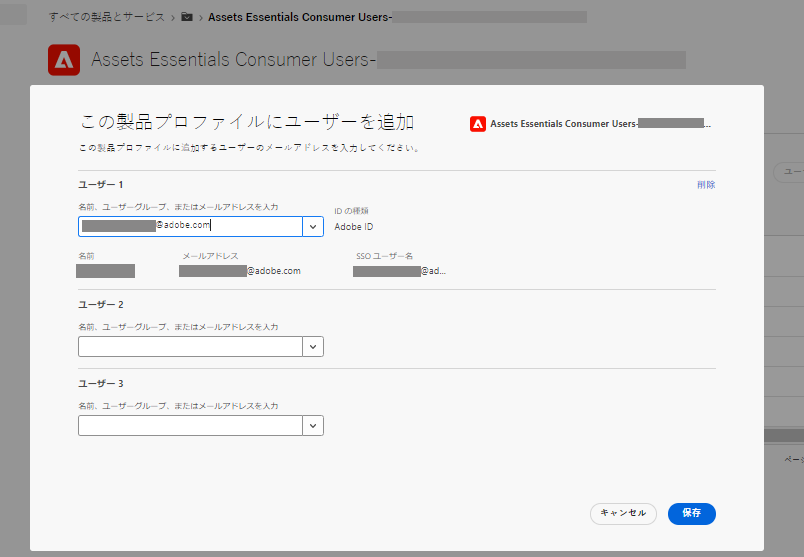 すべての製品とサービス > > Assets Essentials Consumer Users-
Assets Essentials Consumer Users-
この製品プロファイルにユーザーを追加
Assets Essentials Consumer Users- ...
この製品プロファイルに追加するユーザーのメールアドレスを入力してください。
ユーザー 1
削除
名前、ユーザーグループ、またはメールアドレスを入力
ID の種類
@adobe.com
Adobe ID
名前
メールアドレス
SSO ユーザー名
@adobe.com
@ad...
ユーザー 2
名前、ユーザーグループ、またはメールアドレスを入力
ユーザー 3
名前、ユーザーグループ、またはメールアドレスを入力
キャンセル
保存
ユー
ページ